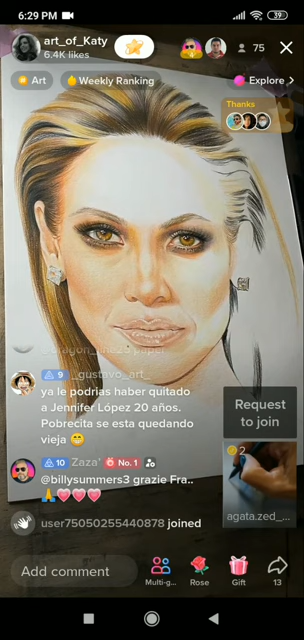 6:29 PM
39
art_of_Katy
6.4K likes
75
Art
Weekly Ranking
Explore
Thanks
9 _gustavo_art_
ya le podrias haber quitado
a Jennifer López 20 años.
Pobrecita se esta quedando
vieja 😁
10 Zaza' No. 1
@billysummers3 grazie Fra..
🙏💗💗💗
user75050255440878 joined
Request
to join
2
agata.zed_...
Add comment
Multi-g...
Rose
Gift
13